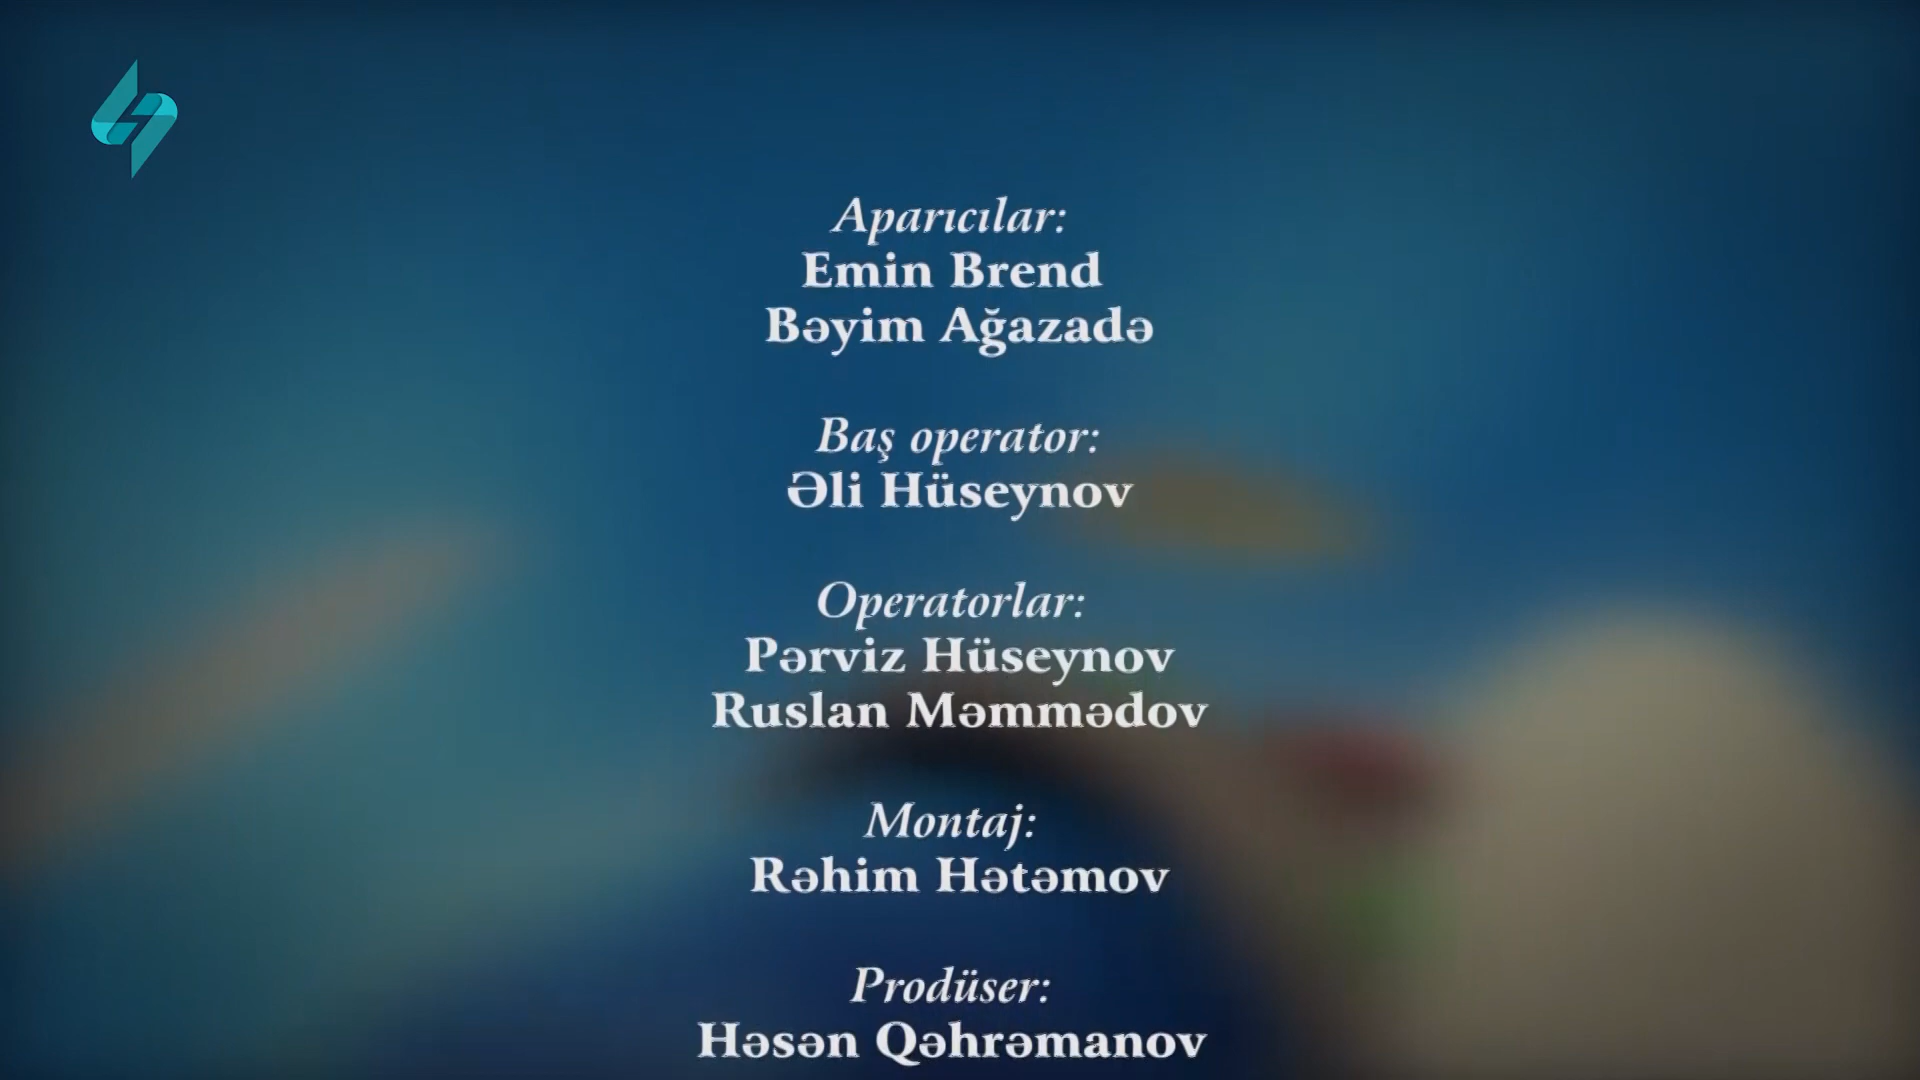 Aparıcılar:
Emin Brend
Bəyim Ağazadə
Baş operator:
Əli Hüseynov
Operatorlar:
Pərviz Hüseynov
Ruslan Məmmədov
Montaj:
Rəhim Hətəmov
Prodüser:
Həsən Qəhrəmanov